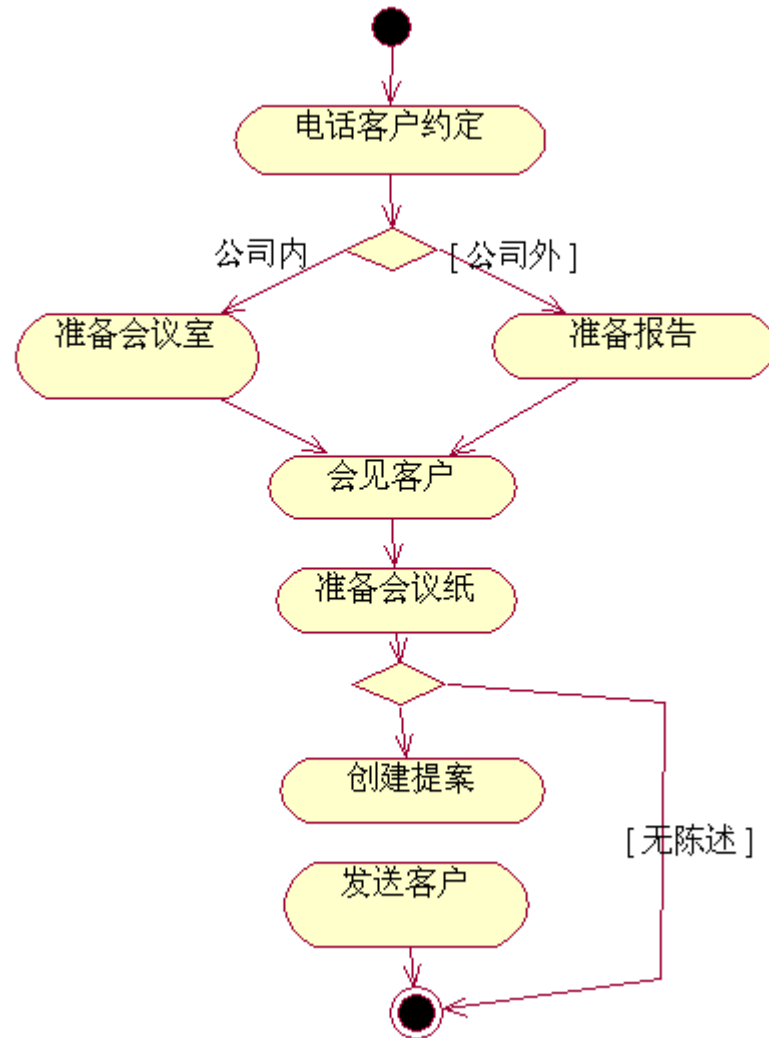 电话客户约定
公司内
[ 公司外 ]
准备会议室
准备报告
会见客户
准备会议纸
创建提案
[ 无陈述 ]
发送客户